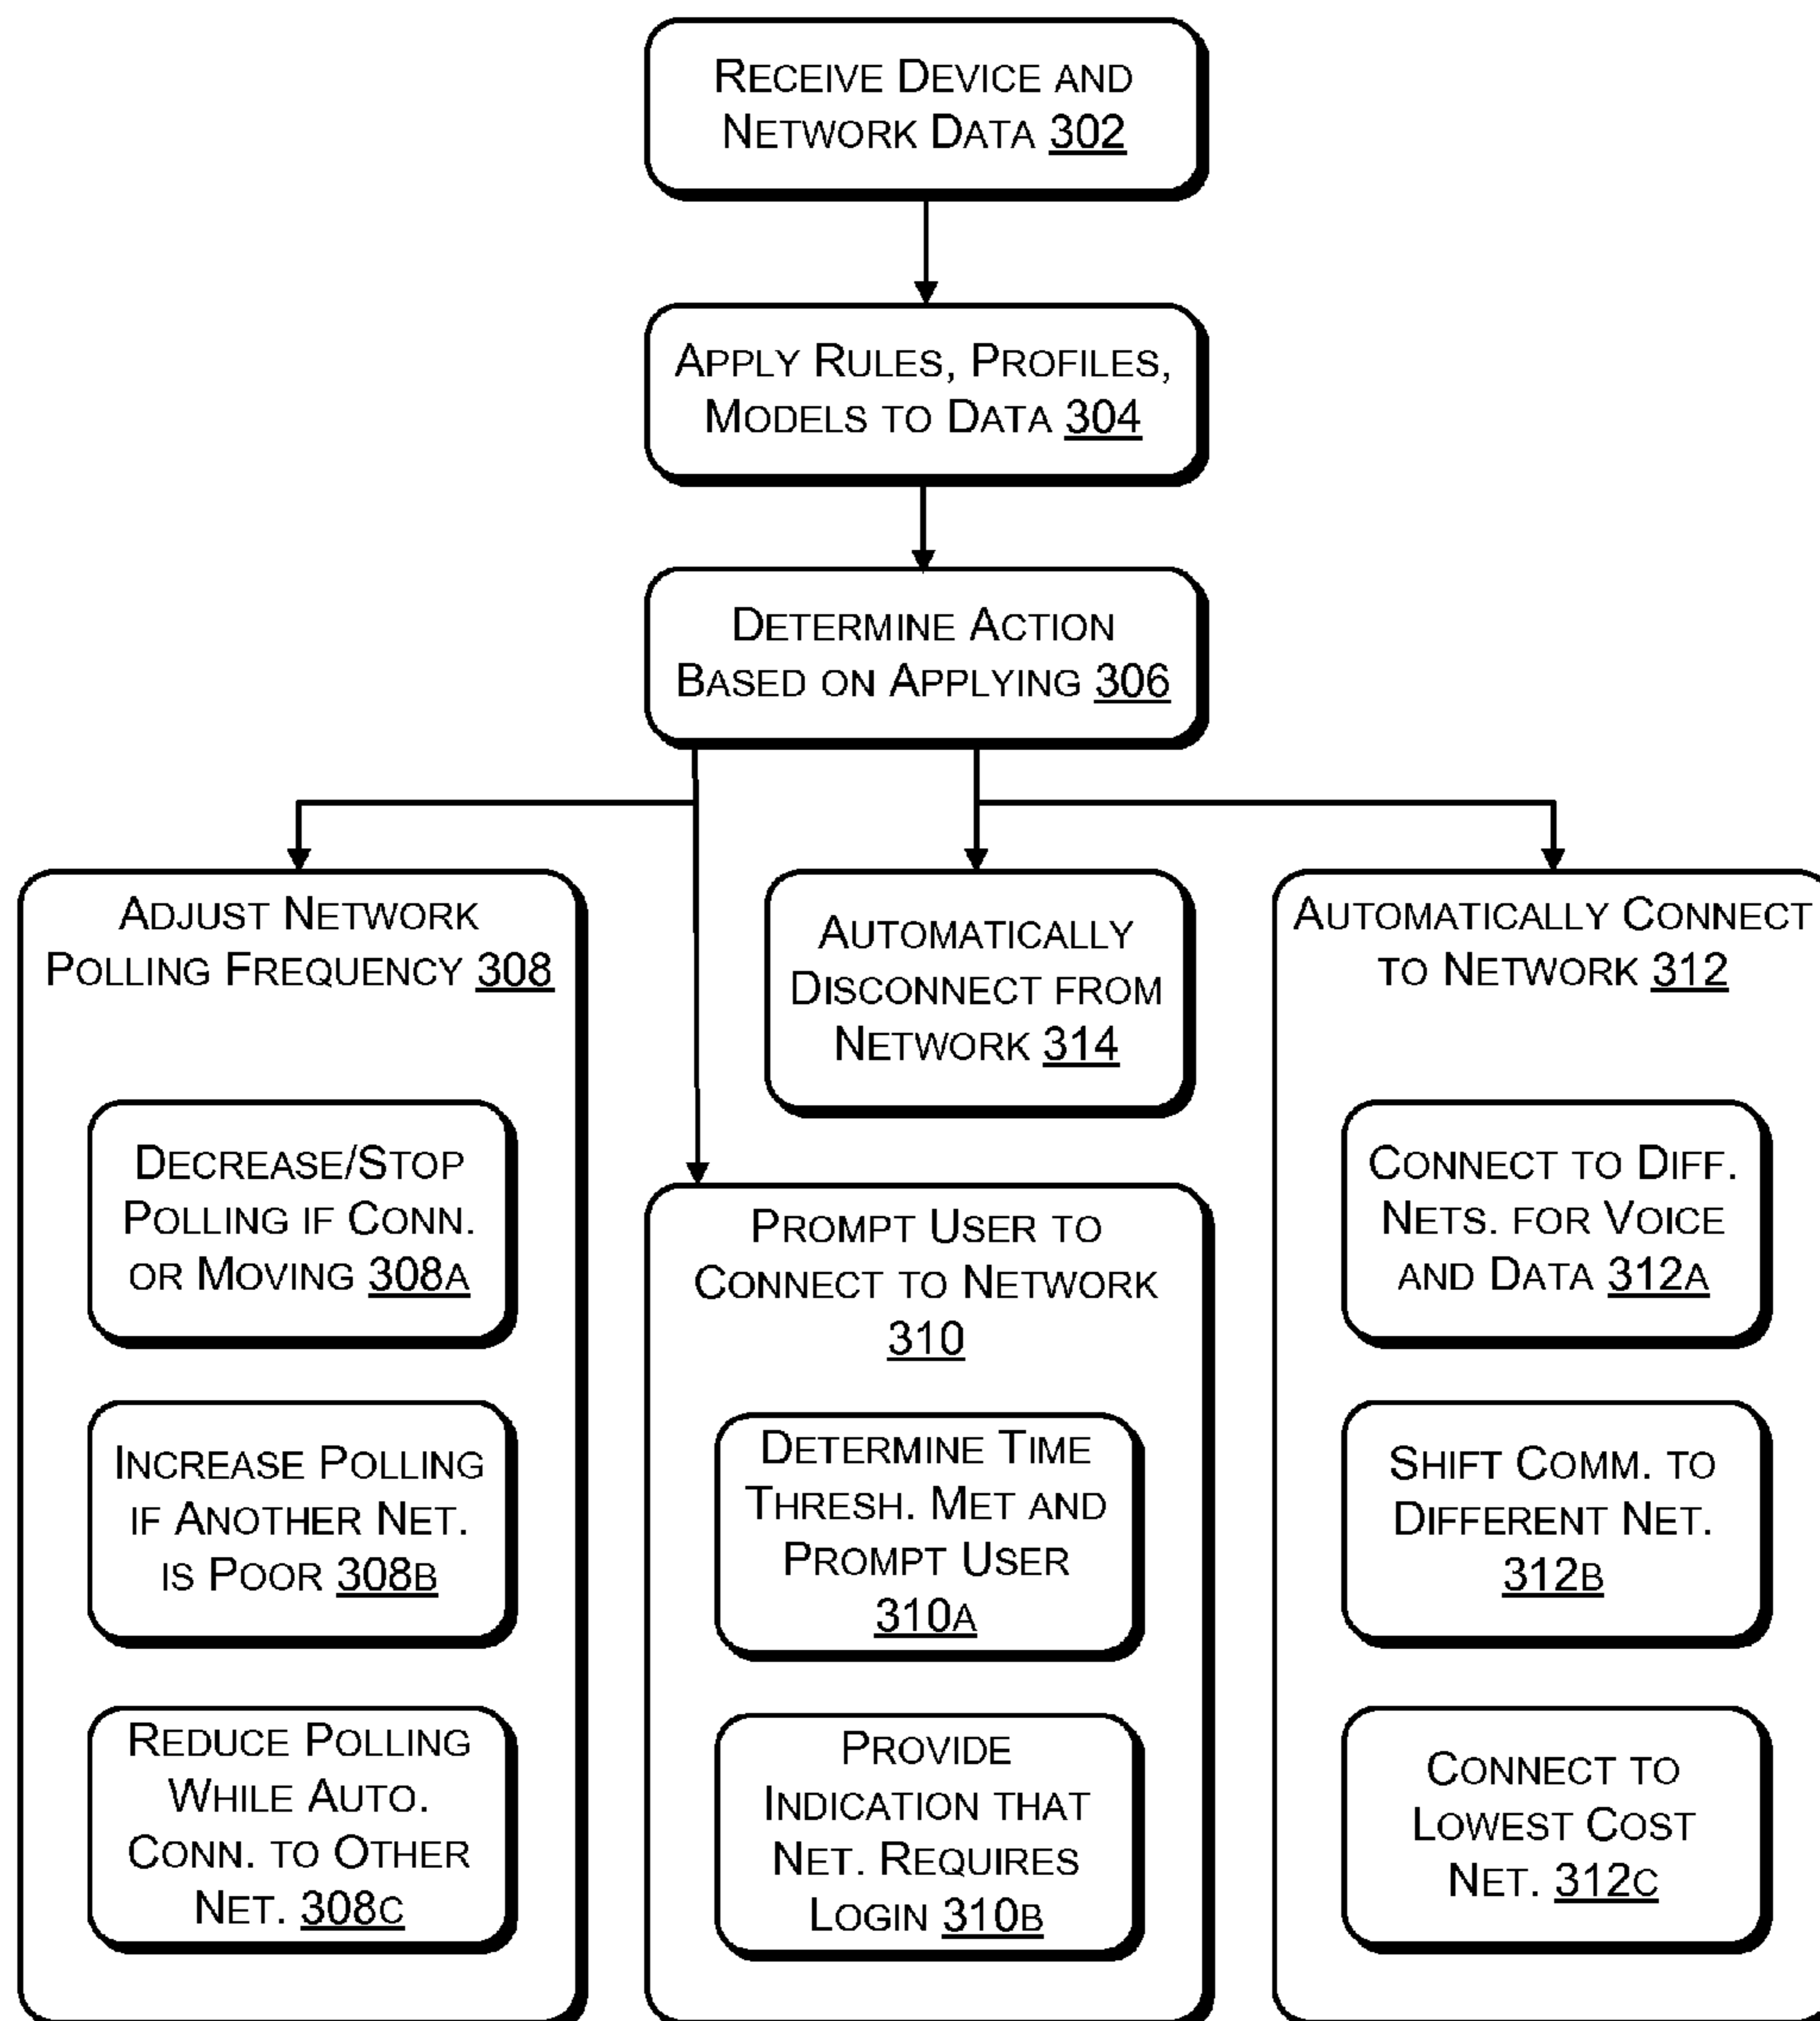 RECEIVE DEVICE AND
NETWORK DATA 302
APPLY RULES, PROFILES,
MODELS TO DATA 304
DETERMINE ACTION
BASED ON APPLYING 306
ADJUST NETWORK
POLLING FREQUENCY 308
DECREASE/STOP
POLLING IF CONN.
OR MOVING 308A
INCREASE POLLING
IF ANOTHER NET.
IS POOR 308B
REDUCE POLLING
WHILE AUTO.
CONN. TO OTHER
NET. 308C
AUTOMATICALLY
DISCONNECT FROM
NETWORK 314
PROMPT USER TO
CONNECT TO NETWORK
310
DETERMINE TIME
THRESH. MET AND
PROMPT USER
310A
PROVIDE
INDICATION THAT
NET. REQUIRES
LOGIN 310B
AUTOMATICALLY CONNECT
TO NETWORK 312
CONNECT TO DIFF.
NETS. FOR VOICE
AND DATA 312A
SHIFT COMM. TO
DIFFERENT NET.
312B
CONNECT TO
LOWEST COST
NET. 312C